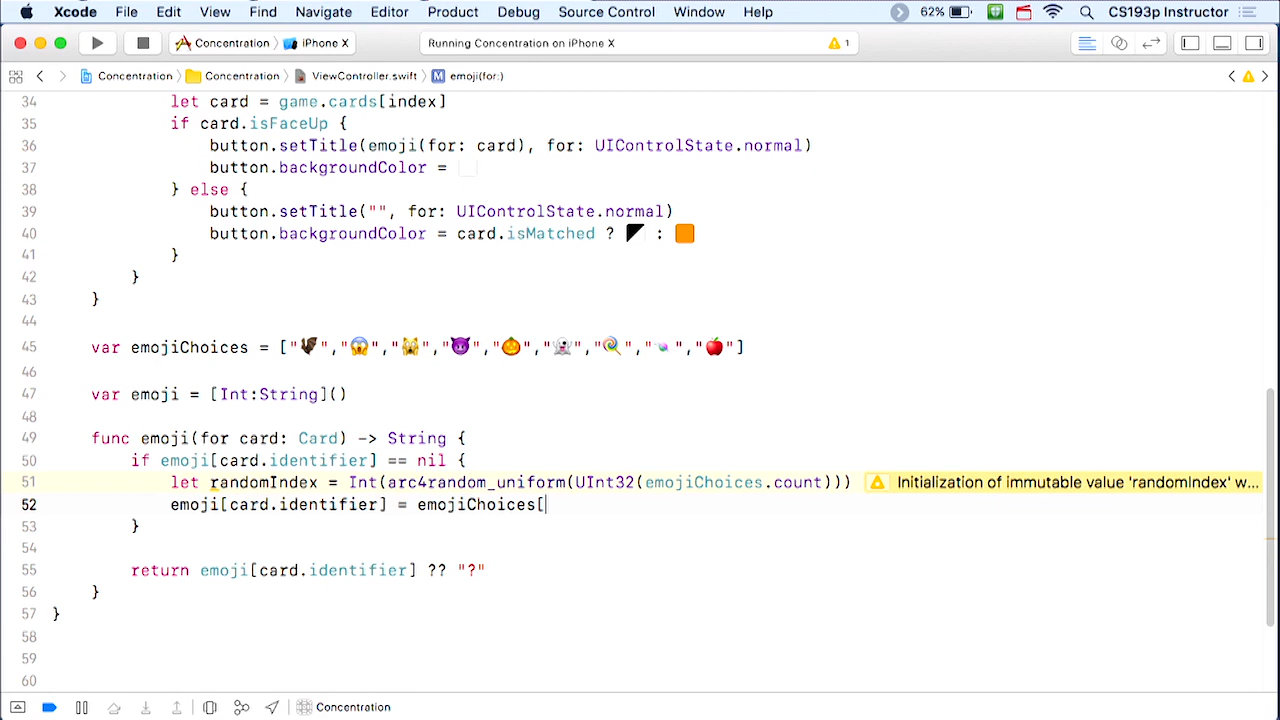 Xcode File Edit View Find Navigate Editor Product Debug Source Control Window Help 62% CS193p Instructor
Concentration iPhone X Running Concentration on iPhone X 1
Concentration Concentration ViewController.swift M emoji(for:)
34 let card = game.cards[index]
35 if card.isFaceUp {
36 button.setTitle(emoji(for: card), for: UIControlState.normal)
37 button.backgroundColor =
38 } else {
39 button.setTitle("", for: UIControlState.normal)
40 button.backgroundColor = card.isMatched ? :
41 }
42 }
43 }
44
45 var emojiChoices = ["🦇","😱","🙀","😈","🎃","👻","🍭","🍬","🍎"]
46
47 var emoji = [Int:String]()
48
49 func emoji(for card: Card) -> String {
50 if emoji[card.identifier] == nil {
51 let randomIndex = Int(arc4random_uniform(UInt32(emojiChoices.count))) Initialization of immutable value 'randomIndex' w...
52 emoji[card.identifier] = emojiChoices[
53 }
54
55 return emoji[card.identifier] ?? "?"
56 }
57 }
58
59
60
Concentration